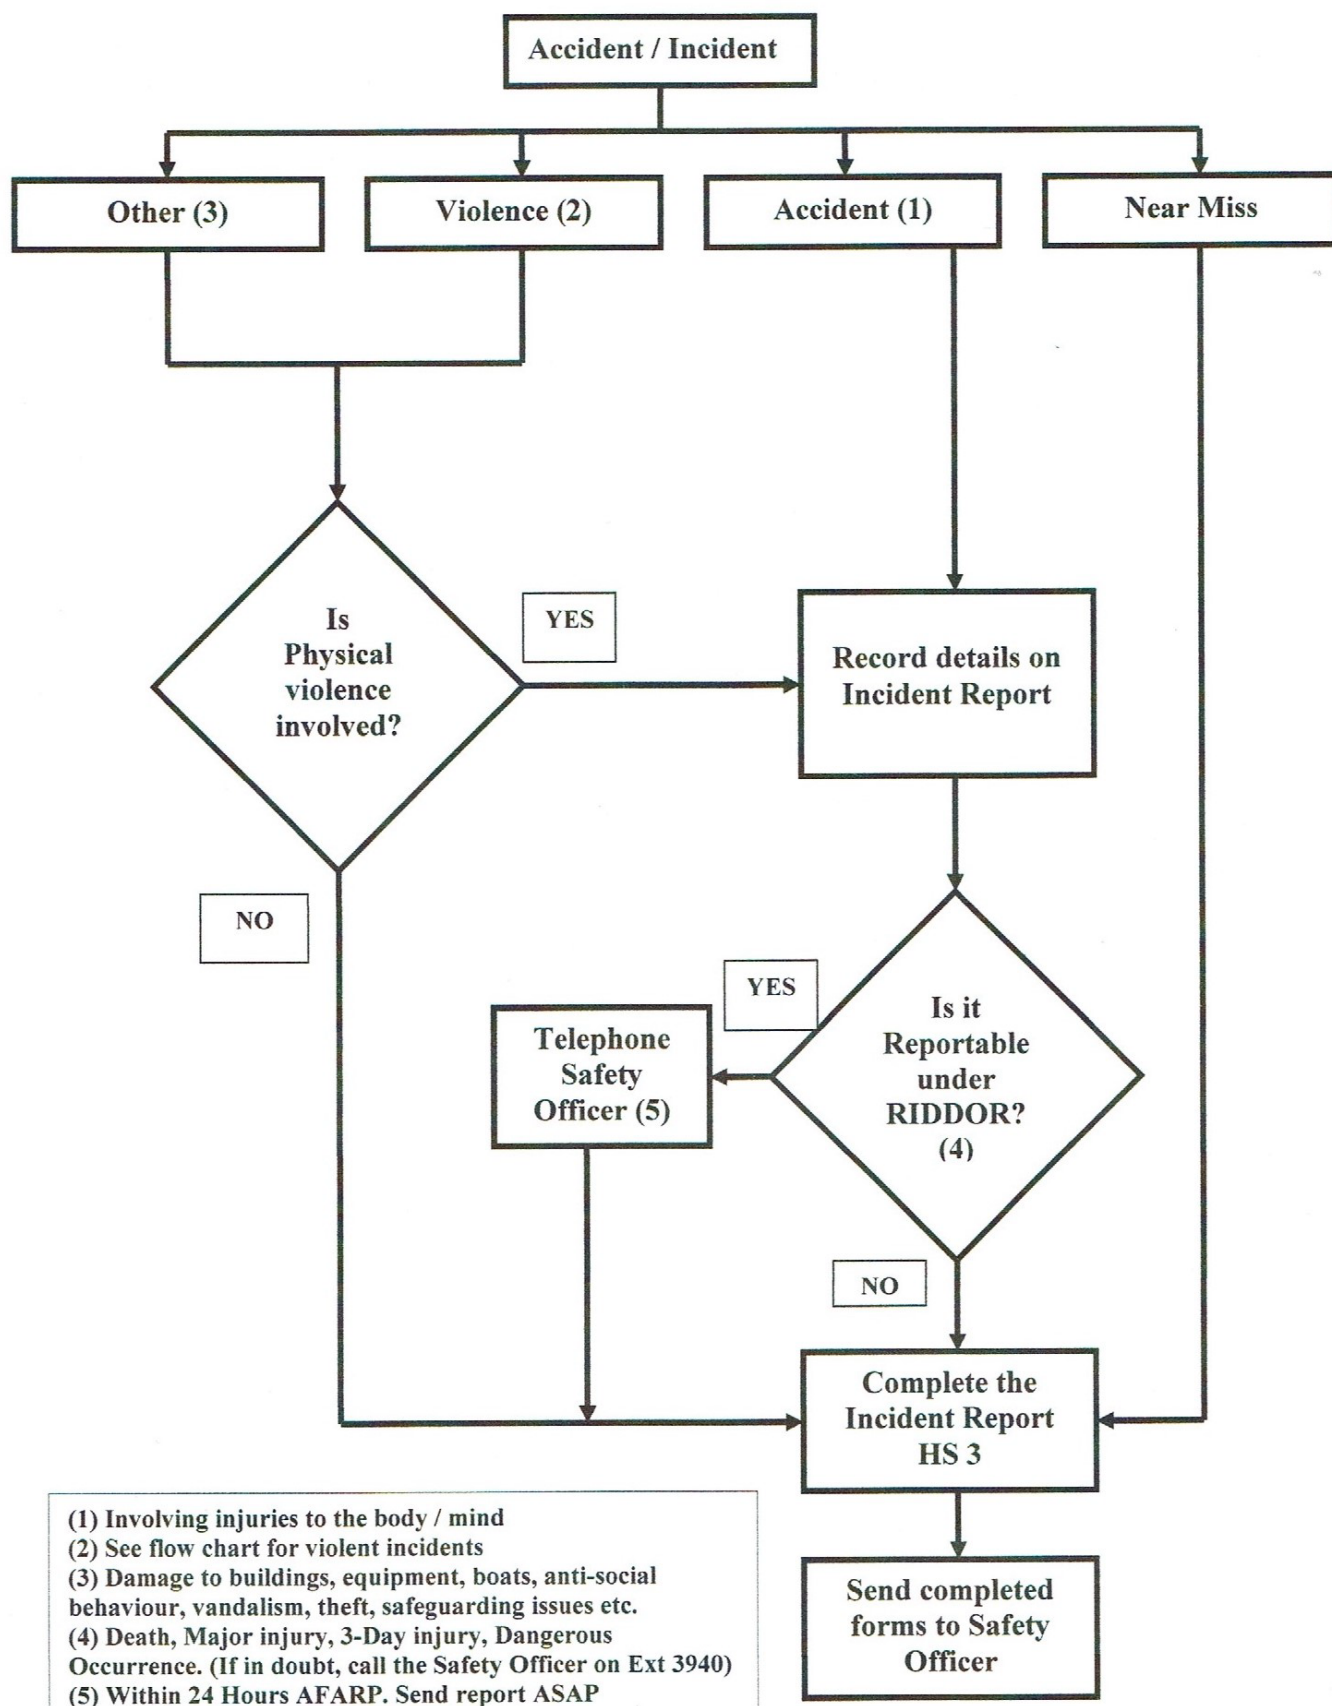 Accident / Incident
Other (3)
Violence (2)
Accident (1)
Near Miss
Is
Physical
violence
involved?
YES
Record details on
Incident Report
NO
YES
Telephone
Safety
Officer (5)
Is it
Reportable
under
RIDDOR?
(4)
NO
Complete the
Incident Report
HS 3
(1) Involving injuries to the body / mind
(2) See flow chart for violent incidents
(3) Damage to buildings, equipment, boats, anti-social
behaviour, vandalism, theft, safeguarding issues etc.
(4) Death, Major injury, 3-Day injury, Dangerous
Occurrence. (If in doubt, call the Safety Officer on Ext 3940)
(5) Within 24 Hours AFARP. Send report ASAP
Send completed
forms to Safety
Officer